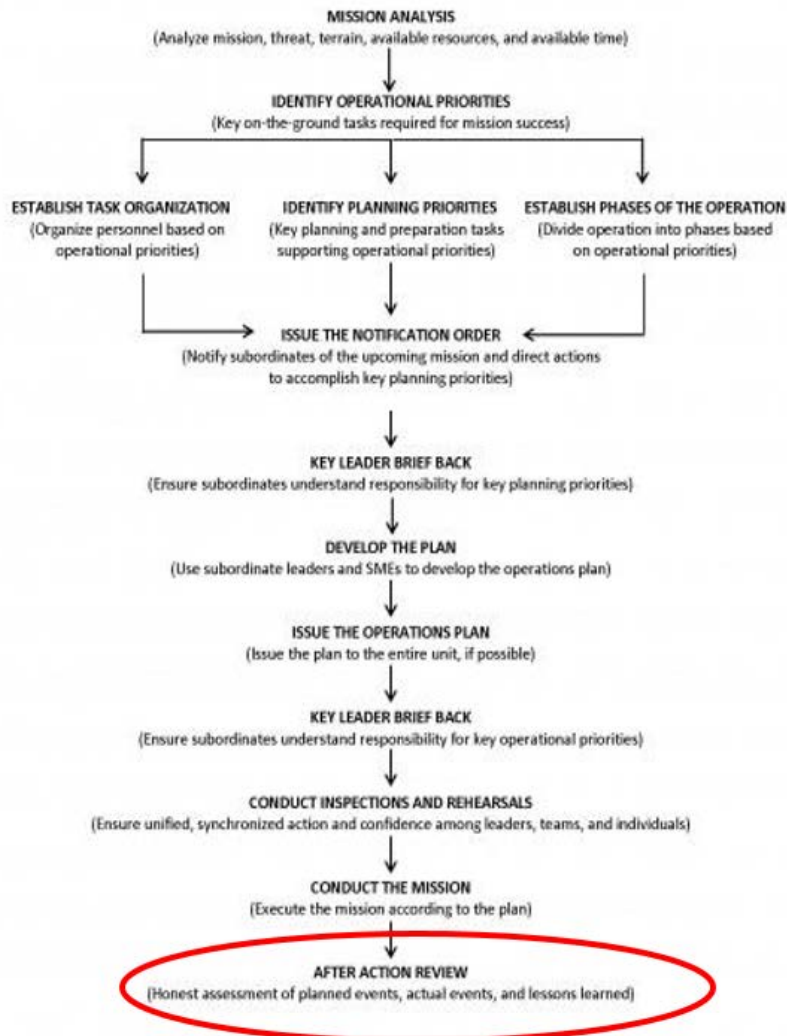 MISSION ANALYSIS
(Analyze mission, threat, terrain, available resources, and available time)
IDENTIFY OPERATIONAL PRIORITIES
(Key on-the-ground tasks required for mission success)
ESTABLISH TASK ORGANIZATION
(Organize personnel based on
operational priorities)
IDENTIFY PLANNING PRIORITIES
(Key planning and preparation tasks
supporting operational priorities)
ESTABLISH PHASES OF THE OPERATION
(Divide operation into phases based
on operational priorities)
ISSUE THE NOTIFICATION ORDER
(Notify subordinates of the upcoming mission and direct actions
to accomplish key planning priorities)
KEY LEADER BRIEF BACK
(Ensure subordinates understand responsibility for key planning priorities)
DEVELOP THE PLAN
(Use subordinate leaders and SMEs to develop the operations plan)
ISSUE THE OPERATIONS PLAN
(Issue the plan to the entire unit, if possible)
KEY LEADER BRIEF BACK
(Ensure subordinates understand responsibility for key operational priorities)
CONDUCT INSPECTIONS AND REHEARSALS
(Ensure unified, synchronized action and confidence among leaders, teams, and individuals)
CONDUCT THE MISSION
(Execute the mission according to the plan)
AFTER ACTION REVIEW
(Honest assessment of planned events, actual events, and lessons learned)